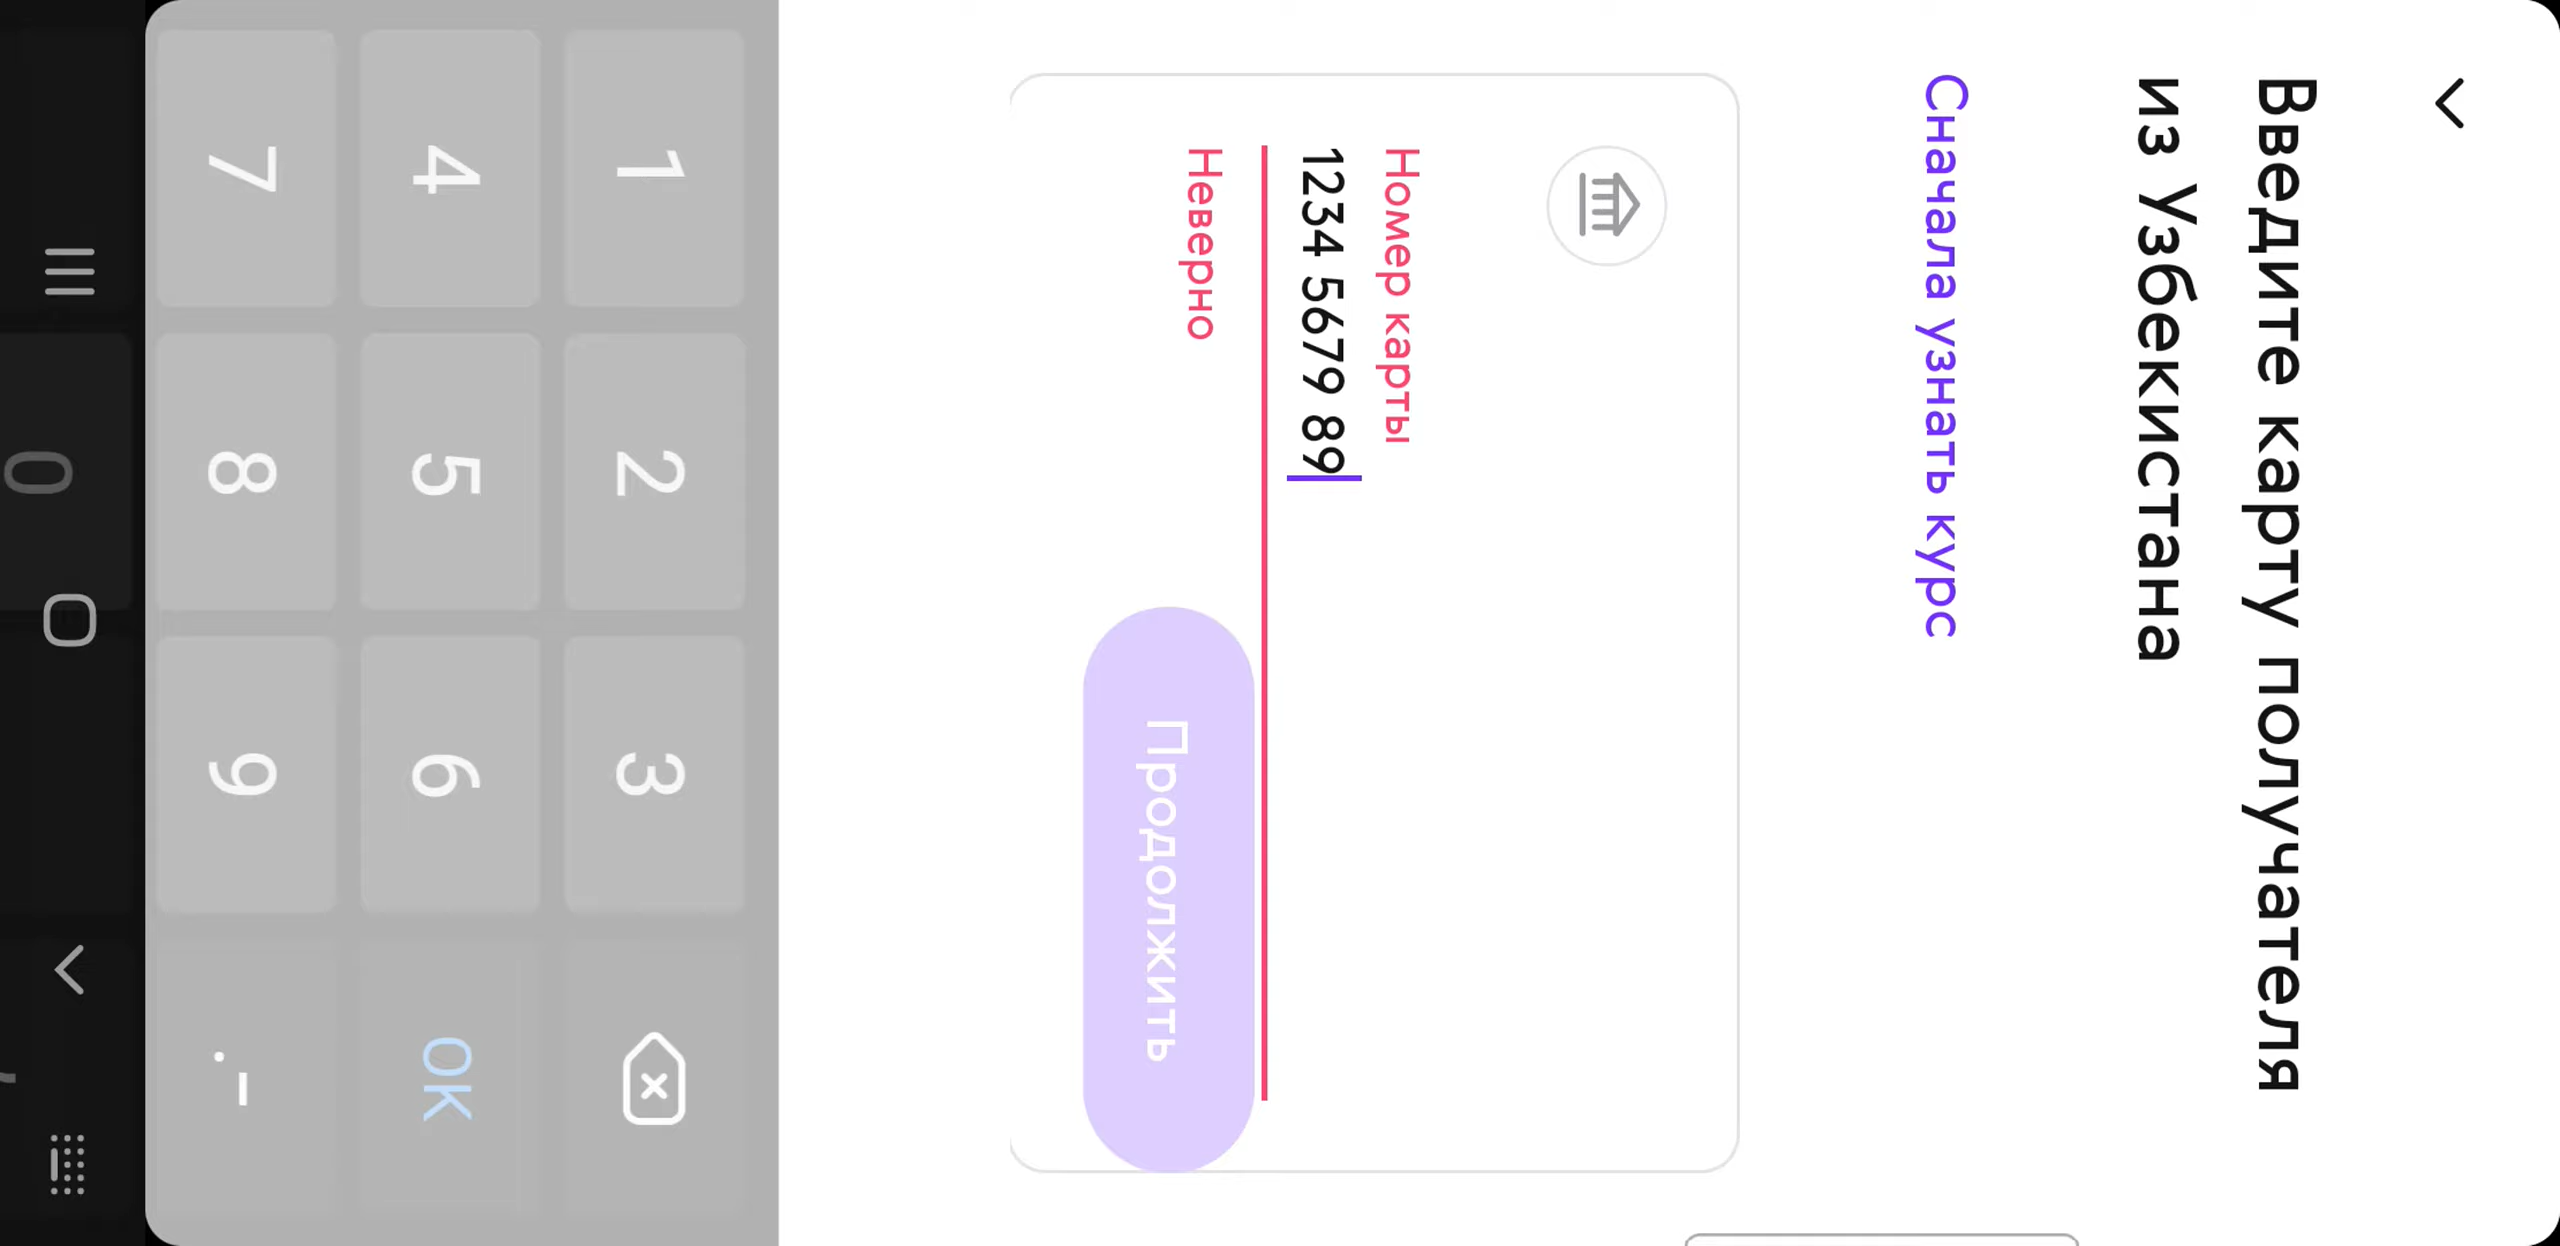 Введите карту получателя
из Узбекистана
Сначала узнать курс
Номер карты
1234 5679 89
Неверно
Продолжить
1 2 3
4 5 6 OK
7 8 9 .-
0 ,